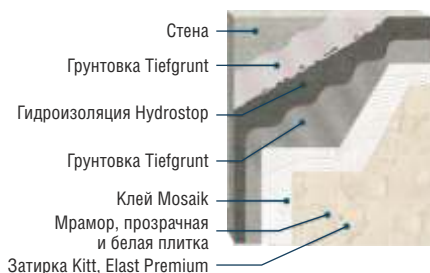 Стена
Грунтовка Tiefgrunt
Гидроизоляция Hydrostop
Грунтовка Tiefgrunt
Клей Mosaik
Мрамор, прозрачная
и белая плитка
Затирка Kitt, Elast Premium